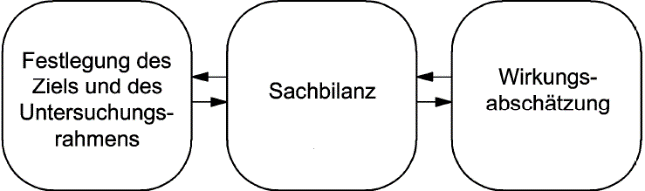 Festlegung des
Ziels und des
Untersuchungs-
rahmens
Sachbilanz
Wirkungs-
abschätzung